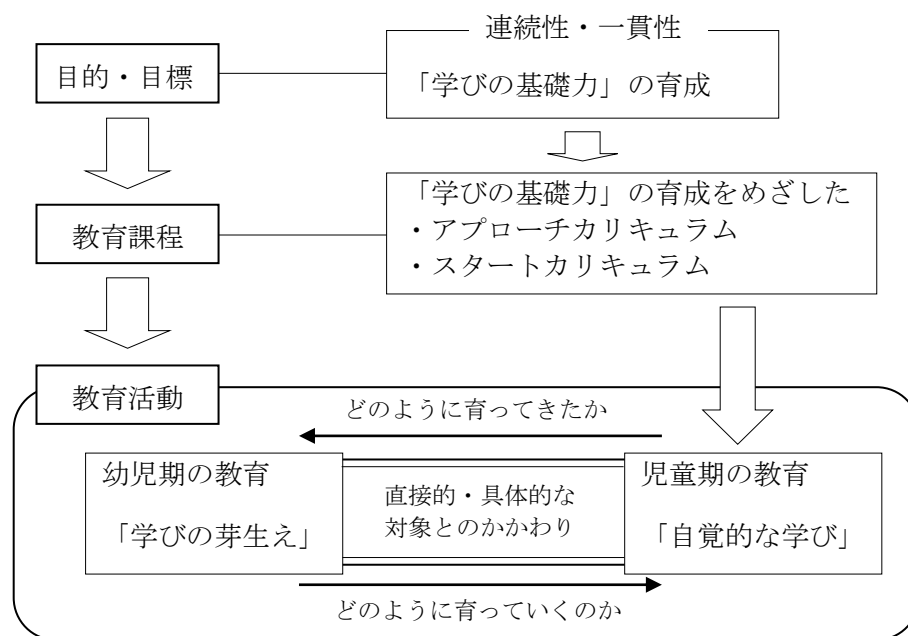 連続性・一貫性
目的・目標
「学びの基礎力」の育成
「学びの基礎力」の育成をめざした
教育課程
・アプローチカリキュラム
・スタートカリキュラム
教育活動
どのように育ってきたか
幼児期の教育
「学びの芽生え」
直接的・具体的な
対象とのかかわり
児童期の教育
「自覚的な学び」
どのように育っていくのか